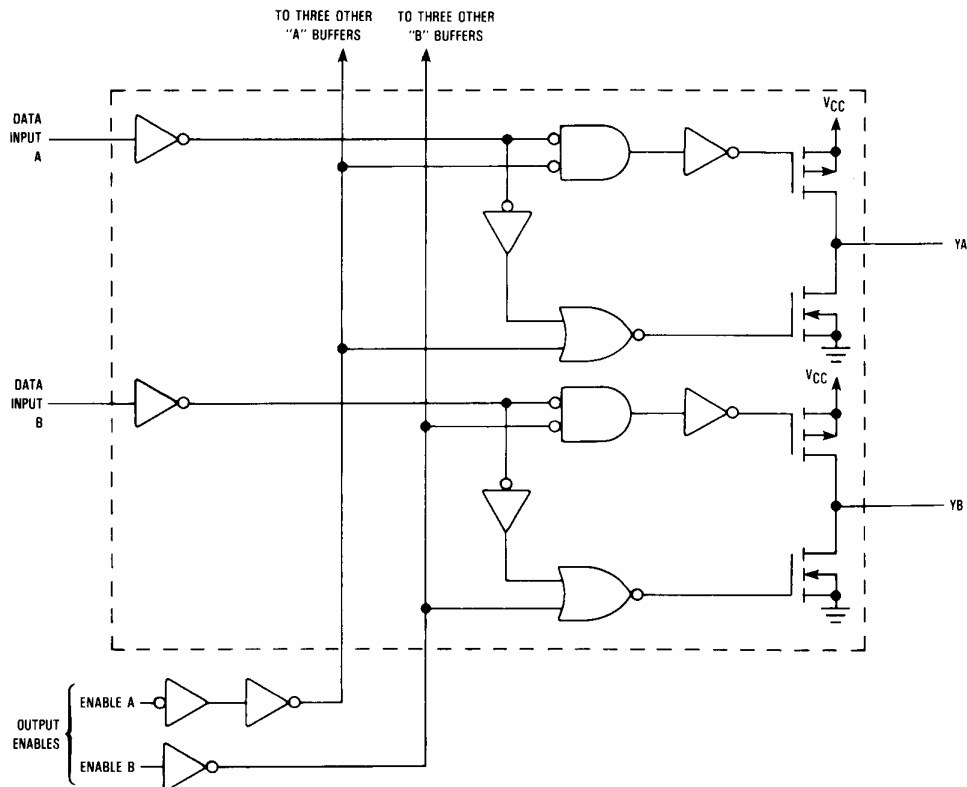 TO THREE OTHER
"A" BUFFERS
TO THREE OTHER
"B" BUFFERS
DATA
INPUT
A
VCC
YA
DATA
INPUT
B
VCC
YB
OUTPUT
ENABLES
ENABLE A
ENABLE B